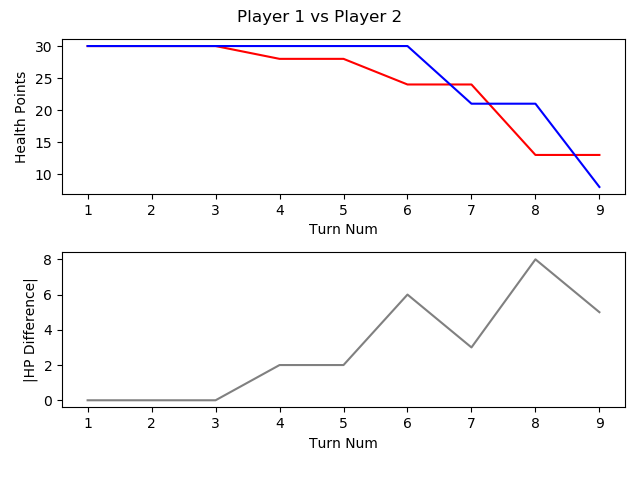 Player 1 vs Player 2
30
25
20
15
10
Health Points
1 2 3 4 5 6 7 8 9
Turn Num
8
6
4
2
0
|HP Difference|
1 2 3 4 5 6 7 8 9
Turn Num